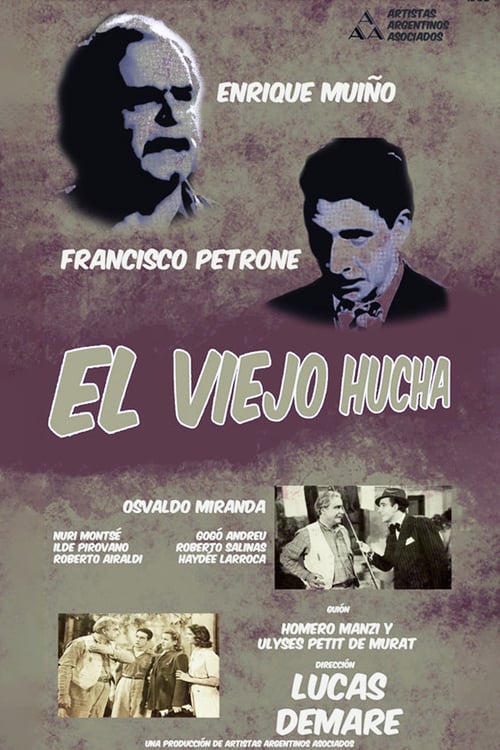 ARTISTAS
ARGENTINOS
ASOCIADOS
AAA
ENRIQUE MUIÑO
FRANCISCO PETRONE
EL VIEJO HUCHA
OSVALDO MIRANDA
NURI MONTSÉ
ILDE PIROVANO
ROBERTO AIRALDI
GOGÓ ANDREU
ROBERTO SALINAS
HAYDÉE LARROCA
GUIÓN
HOMERO MANZI Y
ULYSES PETIT DE MURAT
DIRECCIÓN
LUCAS
DEMARE
UNA PRODUCCIÓN DE ARTISTAS ARGENTINOS ASOCIADOS